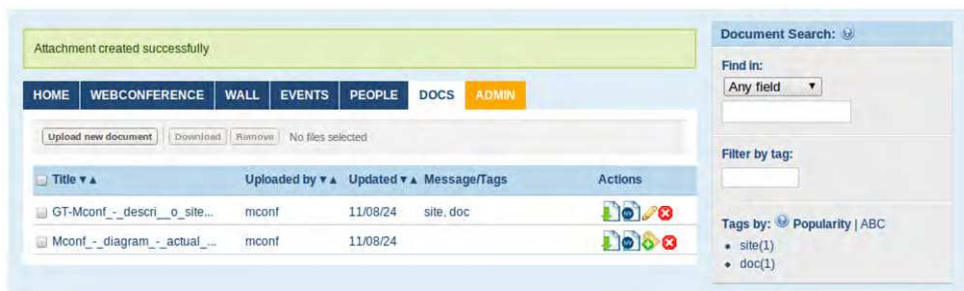 Attachment created successfully
HOME WEBCONFERENCE WALL EVENTS PEOPLE DOCS ADMIN
Upload new document Download Remove No files selected
Title ▼▲ Uploaded by ▼▲ Updated ▼▲ Message/Tags Actions
GT-Mconf_-_descri__o_site... mconf 11/08/24 site, doc
Mconf_-_diagram_-_actual_... mconf 11/08/24
Document Search:
Find in:
Any field ▼
Filter by tag:
Tags by: Popularity | ABC
• site(1)
• doc(1)